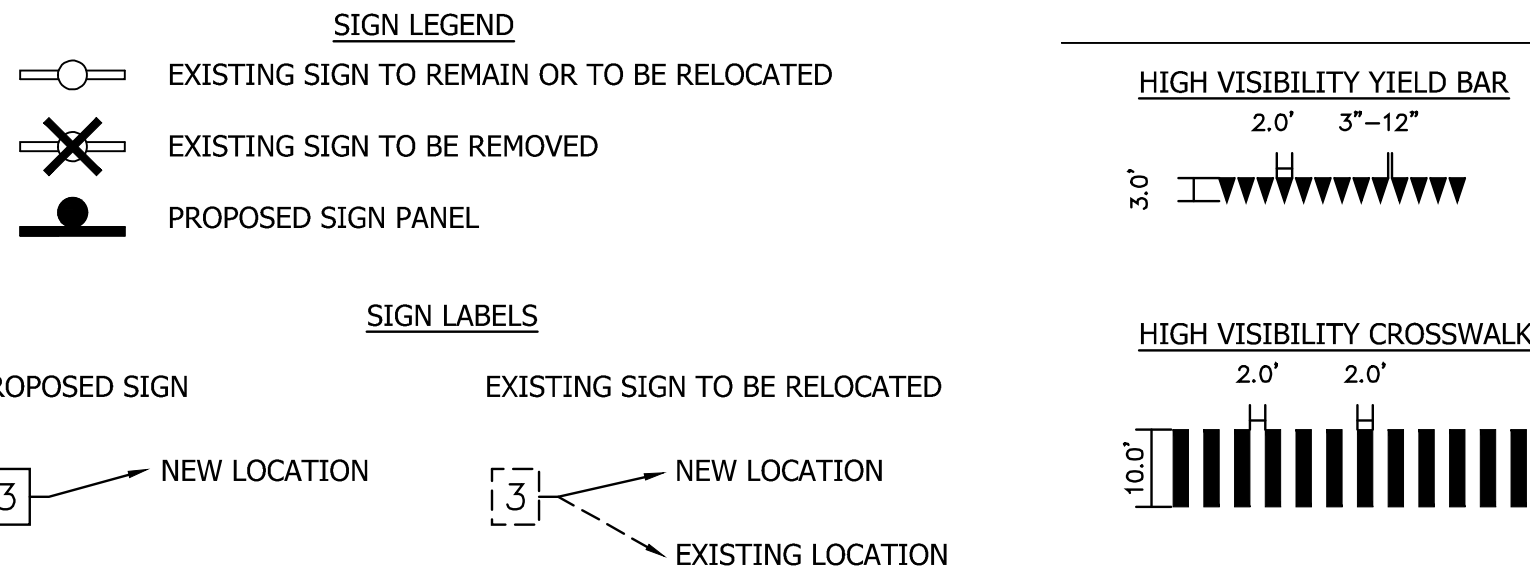 SIGN LEGEND
EXISTING SIGN TO REMAIN OR TO BE RELOCATED
EXISTING SIGN TO BE REMOVED
PROPOSED SIGN PANEL
SIGN LABELS
ROPOSED SIGN
3
NEW LOCATION
EXISTING SIGN TO BE RELOCATED
3
NEW LOCATION
EXISTING LOCATION
HIGH VISIBILITY YIELD BAR
2.0' 3"-12"
3.0'
HIGH VISIBILITY CROSSWALK
2.0' 2.0'
10.0'